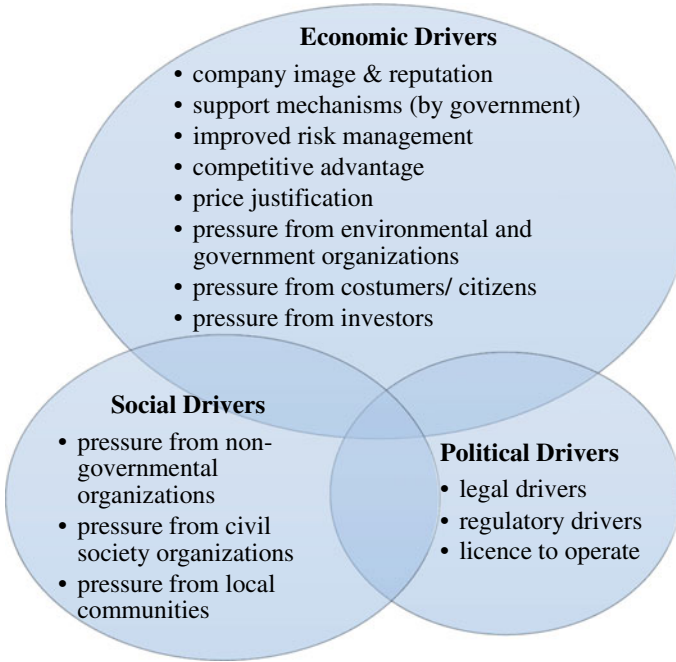 Economic Drivers
• company image & reputation
• support mechanisms (by government)
• improved risk management
• competitive advantage
• price justification
• pressure from environmental and
government organizations
• pressure from costumers/ citizens
• pressure from investors
Social Drivers
• pressure from non-
governmental
organizations
• pressure from civil
society organizations
• pressure from local
communities
Political Drivers
• legal drivers
• regulatory drivers
• licence to operate